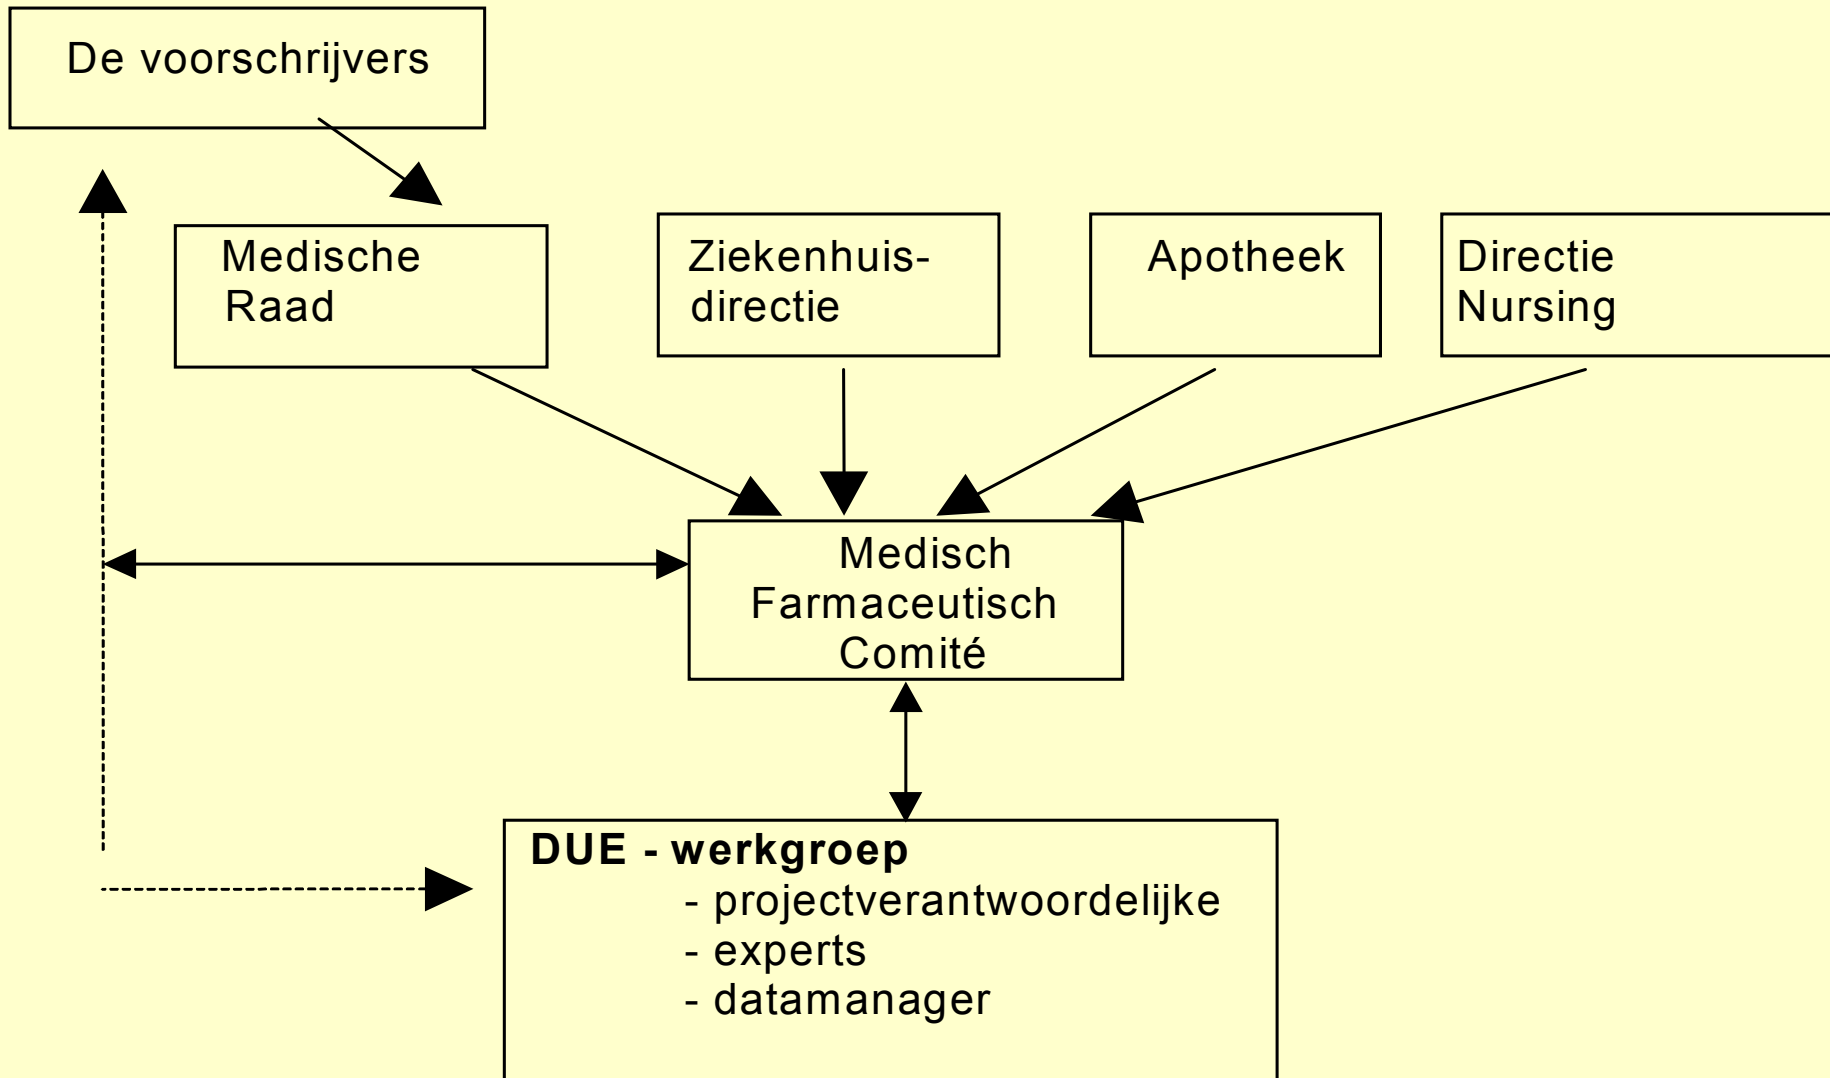 De voorschrijvers
Medische
Raad
Ziekenhuis-
directie
Apotheek
Directie
Nursing
Medisch
Farmaceutisch
Comité
DUE - werkgroep
- projectverantwoordelijke
- experts
- datamanager